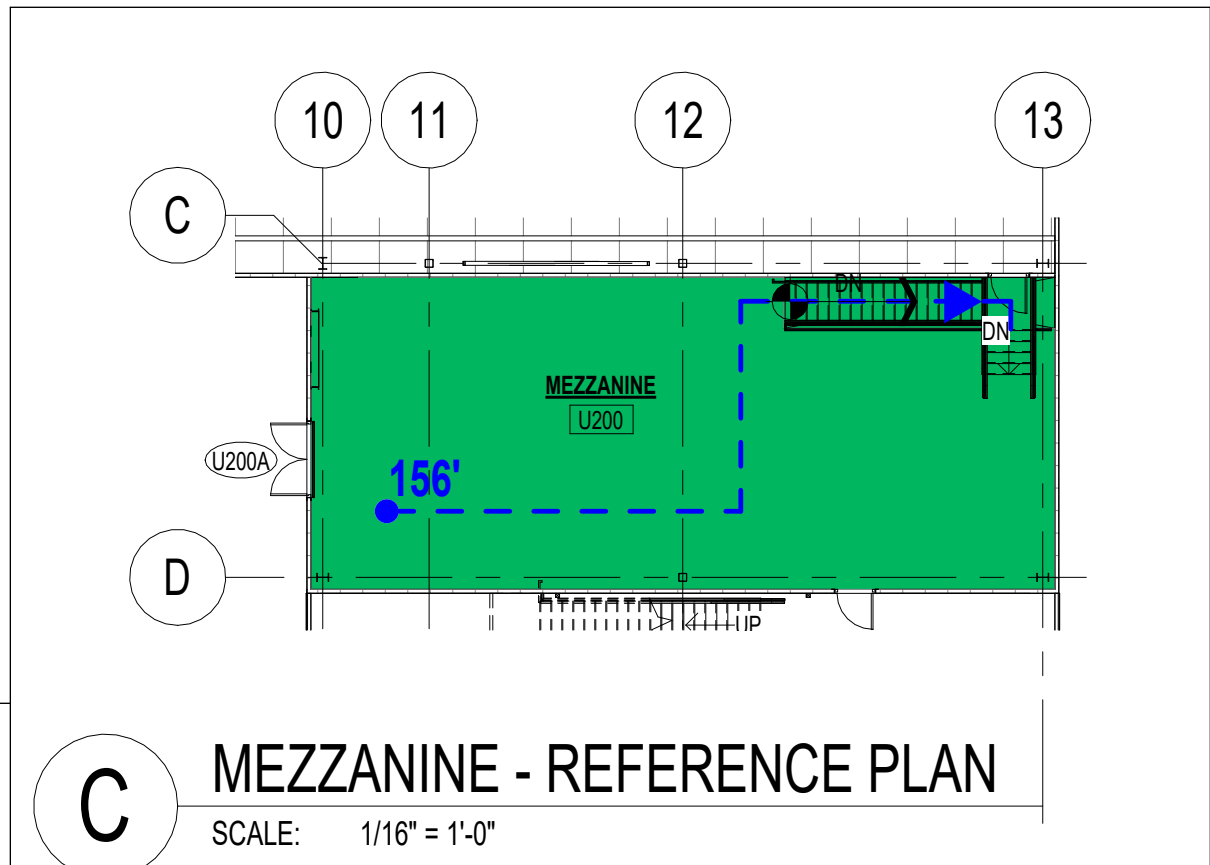 10
11
12
13
C
DN
DN
MEZZANINE
U200
U200A
156'
D
UP
C
MEZZANINE - REFERENCE PLAN
SCALE: 1/16" = 1'-0"